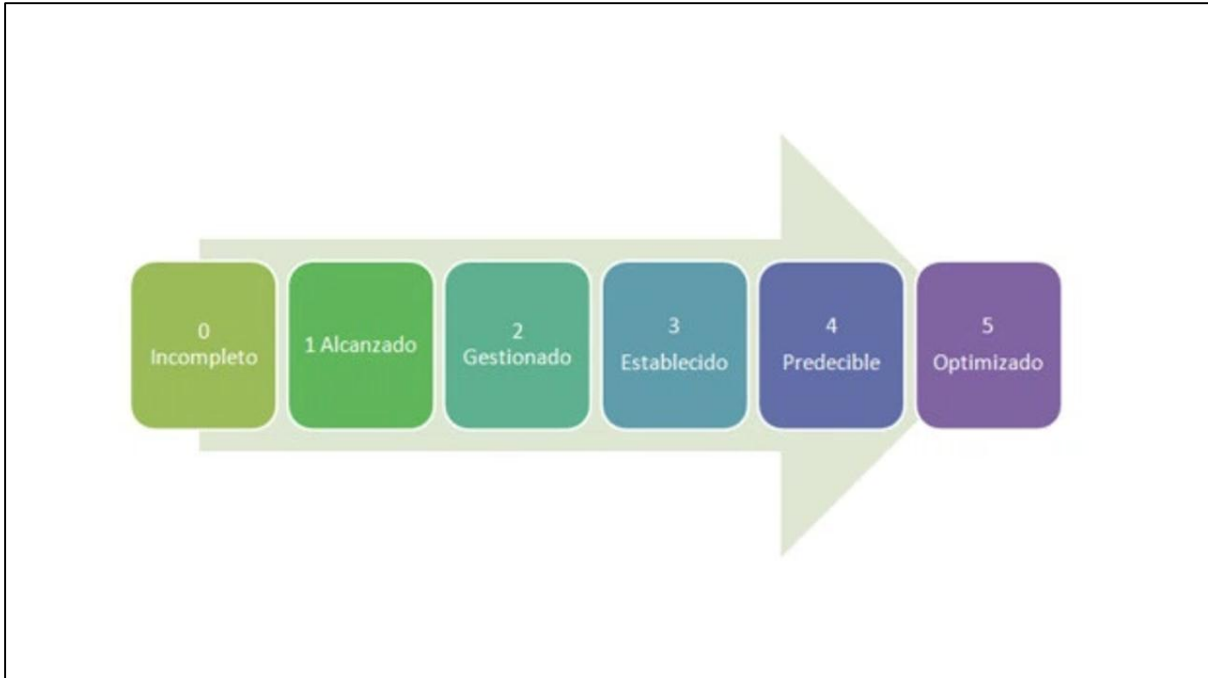 0
Incompleto
1 Alcanzado
2
Gestionado
3
Establecido
4
Predecible
5
Optimizado